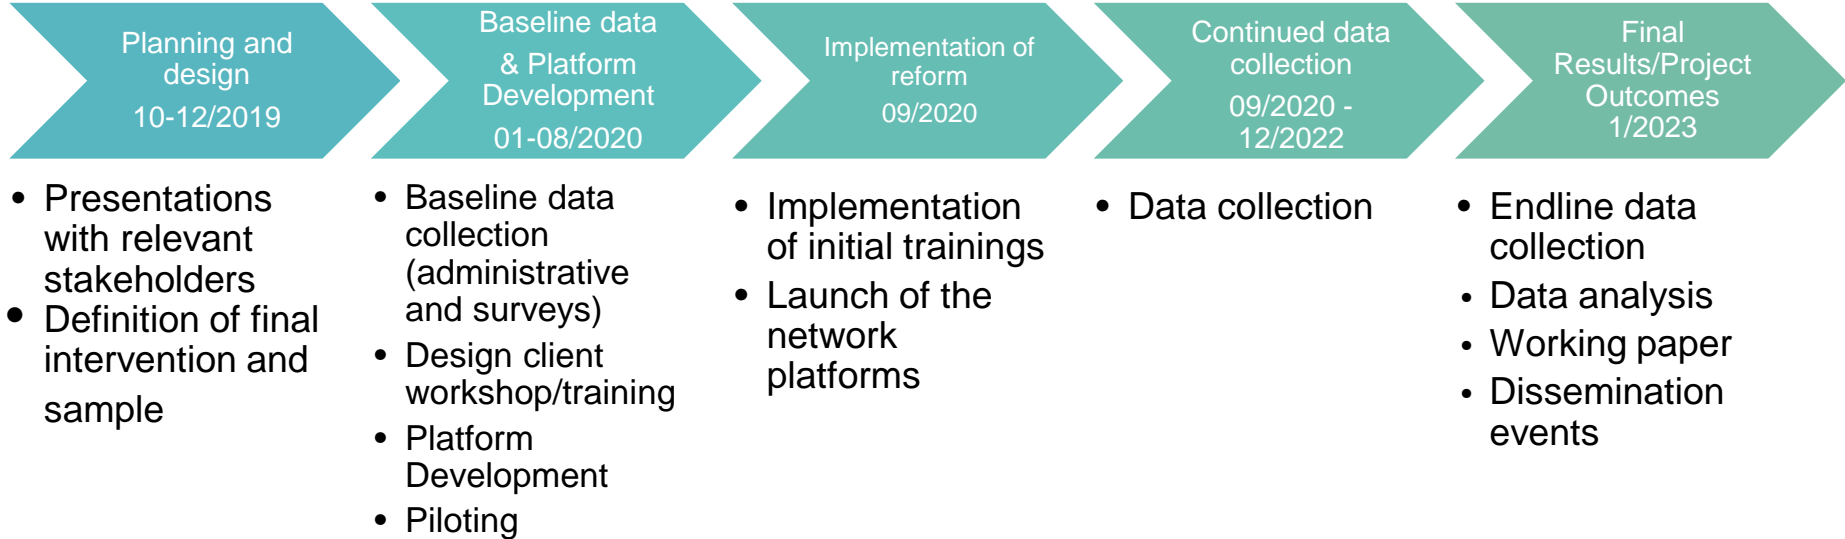 Planning and
design
10-12/2019
Baseline data
& Platform
Development
01-08/2020
Implementation of
reform
09/2020
Continued data
collection
09/2020 -
12/2022
Final
Results/Project
Outcomes
1/2023
• Presentations
with relevant
stakeholders
• Definition of final
intervention and
sample
• Baseline data
collection
(administrative
and surveys)
• Design client
workshop/training
• Platform
Development
• Piloting
• Implementation
of initial trainings
• Launch of the
network
platforms
• Data collection
• Endline data
collection
• Data analysis
• Working paper
• Dissemination
events